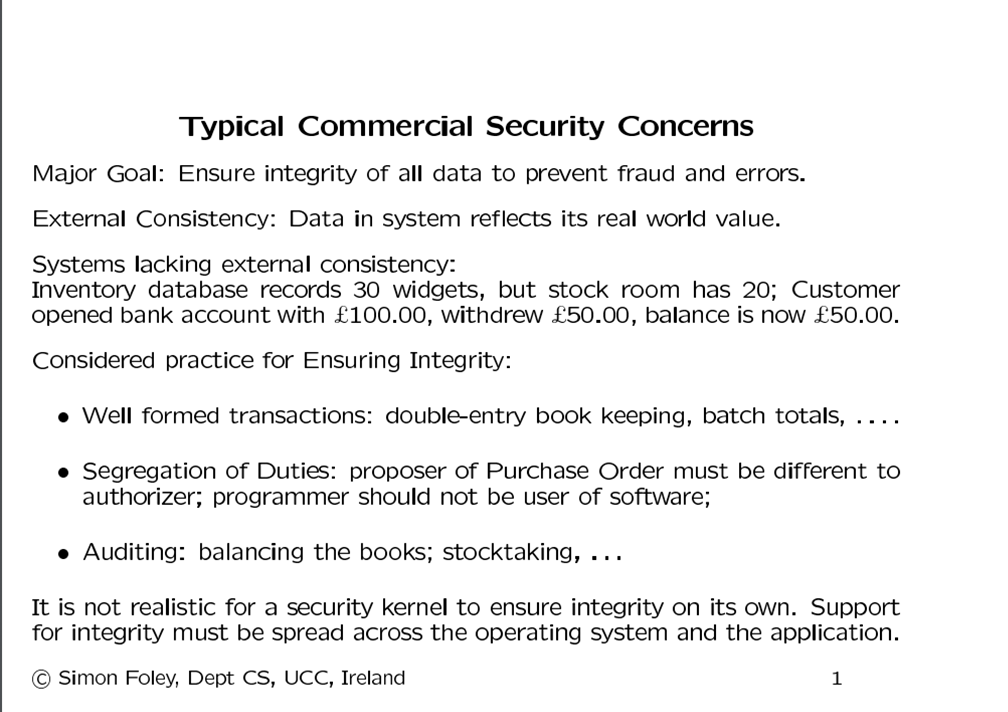 Typical Commercial Security Concerns
Major Goal: Ensure integrity of all data to prevent fraud and errors.
External Consistency: Data in system reflects its real world value.
Systems lacking external consistency:
Inventory database records 30 widgets, but stock room has 20; Customer
opened bank account with £100.00, withdrew £50.00, balance is now £50.00.
Considered practice for Ensuring Integrity:
• Well formed transactions: double-entry book keeping, batch totals, ....
• Segregation of Duties: proposer of Purchase Order must be different to
authorizer; programmer should not be user of software;
• Auditing: balancing the books; stocktaking, ...
It is not realistic for a security kernel to ensure integrity on its own. Support
for integrity must be spread across the operating system and the application.
© Simon Foley, Dept CS, UCC, Ireland 1